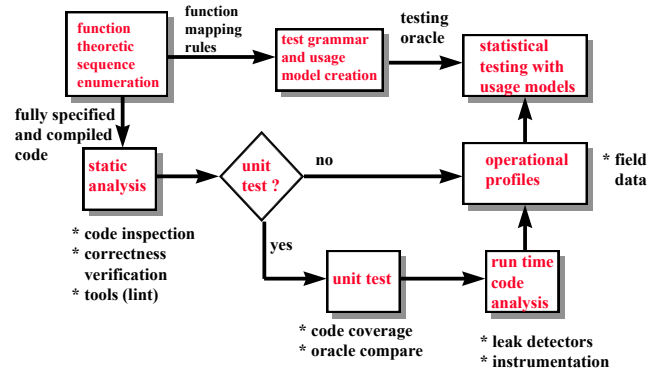 function
theoretic
sequence
enumeration
function
mapping
rules
test grammar
and usage
model creation
testing
oracle
statistical
testing with
usage models
fully specified
and compiled
code
static
analysis
unit
test ?
no
operational
profiles
* field
data
* code inspection
* correctness
verification
* tools (lint)
yes
unit test
run time
code
analysis
* code coverage
* oracle compare
* leak detectors
* instrumentation